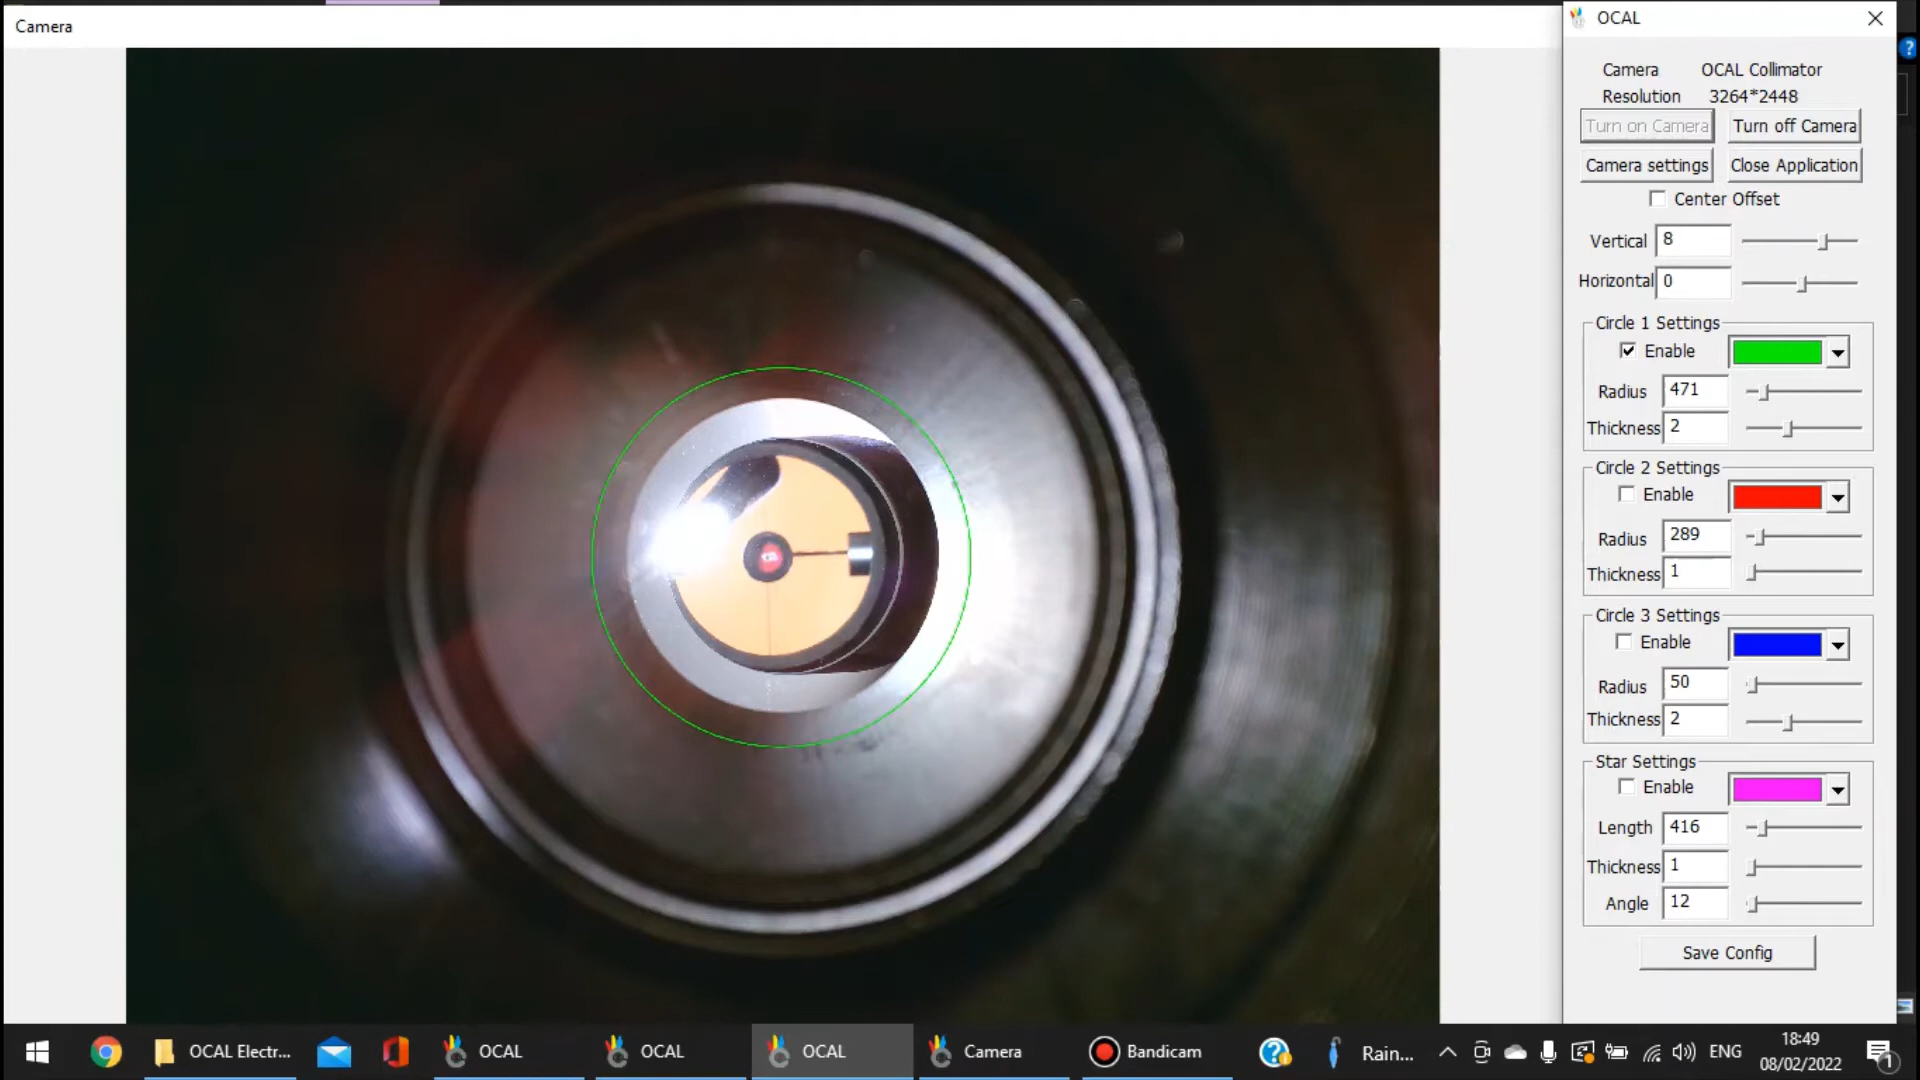 Camera
OCAL
Camera OCAL Collimator
Resolution 3264*2448
Turn on Camera Turn off Camera
Camera settings Close Application
Center Offset
Vertical 8
Horizontal 0
Circle 1 Settings
Enable
Radius 471
Thickness 2
Circle 2 Settings
Enable
Radius 289
Thickness 1
Circle 3 Settings
Enable
Radius 50
Thickness 2
Star Settings
Enable
Length 416
Thickness 1
Angle 12
Save Config
OCAL Electr... OCAL OCAL OCAL Camera Bandicam Rain... ENG 18:49
08/02/2022
1